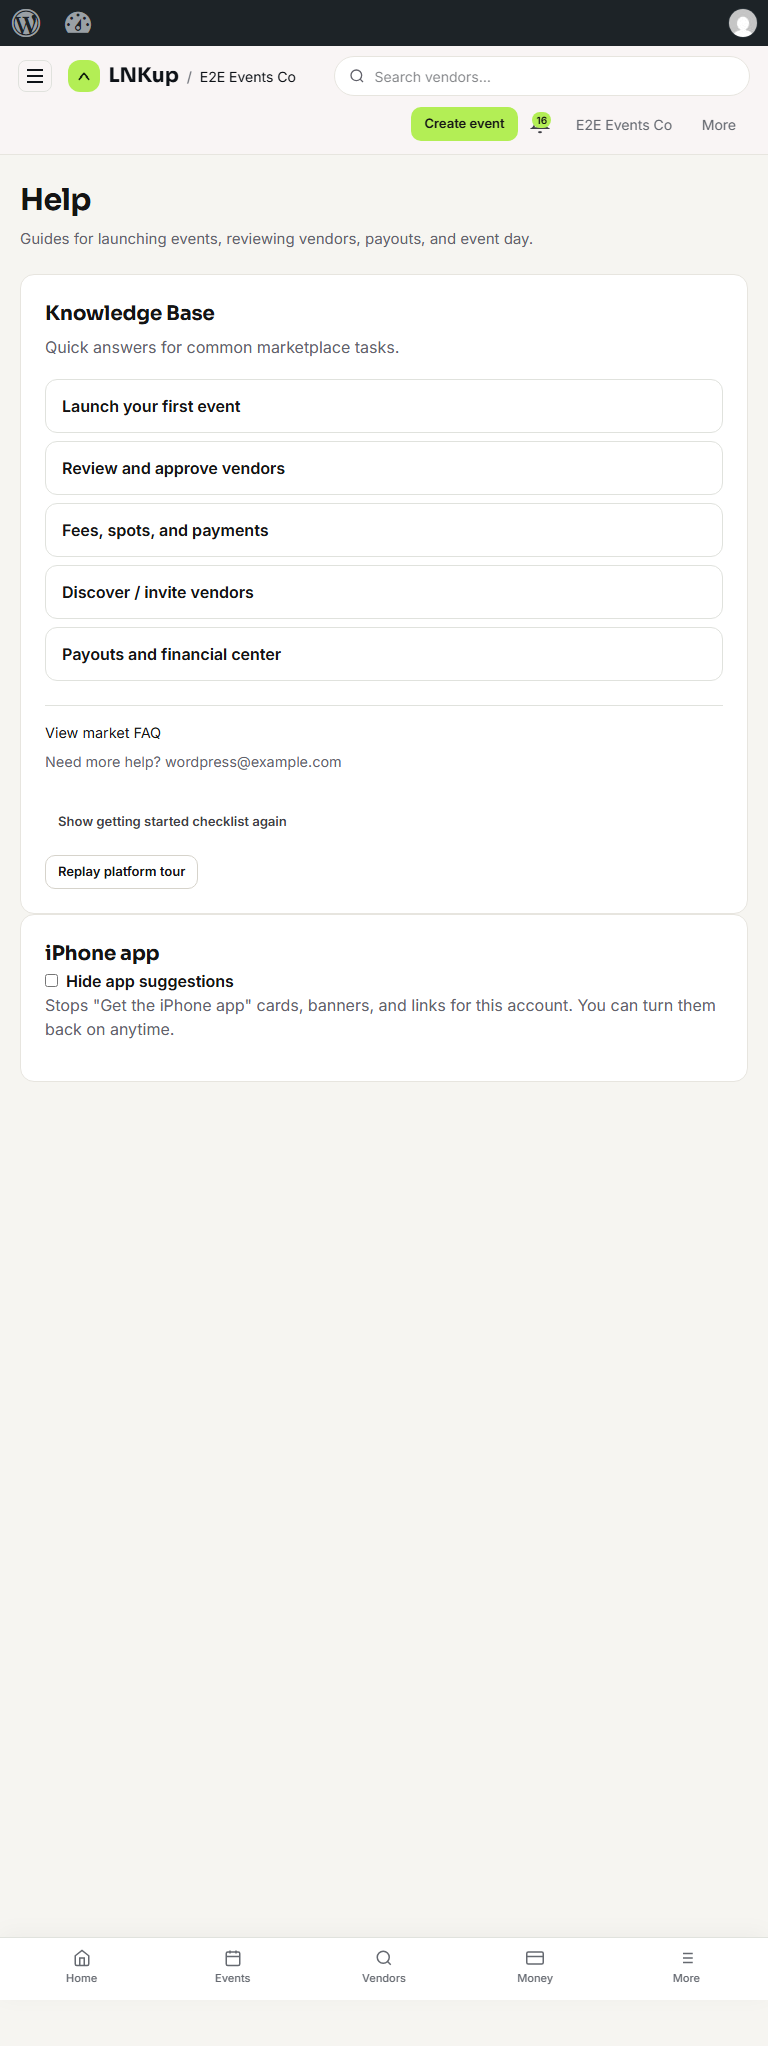 LNKup / E2E Events Co
Search vendors...
Create event
16
E2E Events Co
More
Help
Guides for launching events, reviewing vendors, payouts, and event day.
Knowledge Base
Quick answers for common marketplace tasks.
Launch your first event
Review and approve vendors
Fees, spots, and payments
Discover / invite vendors
Payouts and financial center
View market FAQ
Need more help? wordpress@example.com
Show getting started checklist again
Replay platform tour
iPhone app
Hide app suggestions
Stops "Get the iPhone app" cards, banners, and links for this account. You can turn them
back on anytime.
Home
Events
Vendors
Money
More